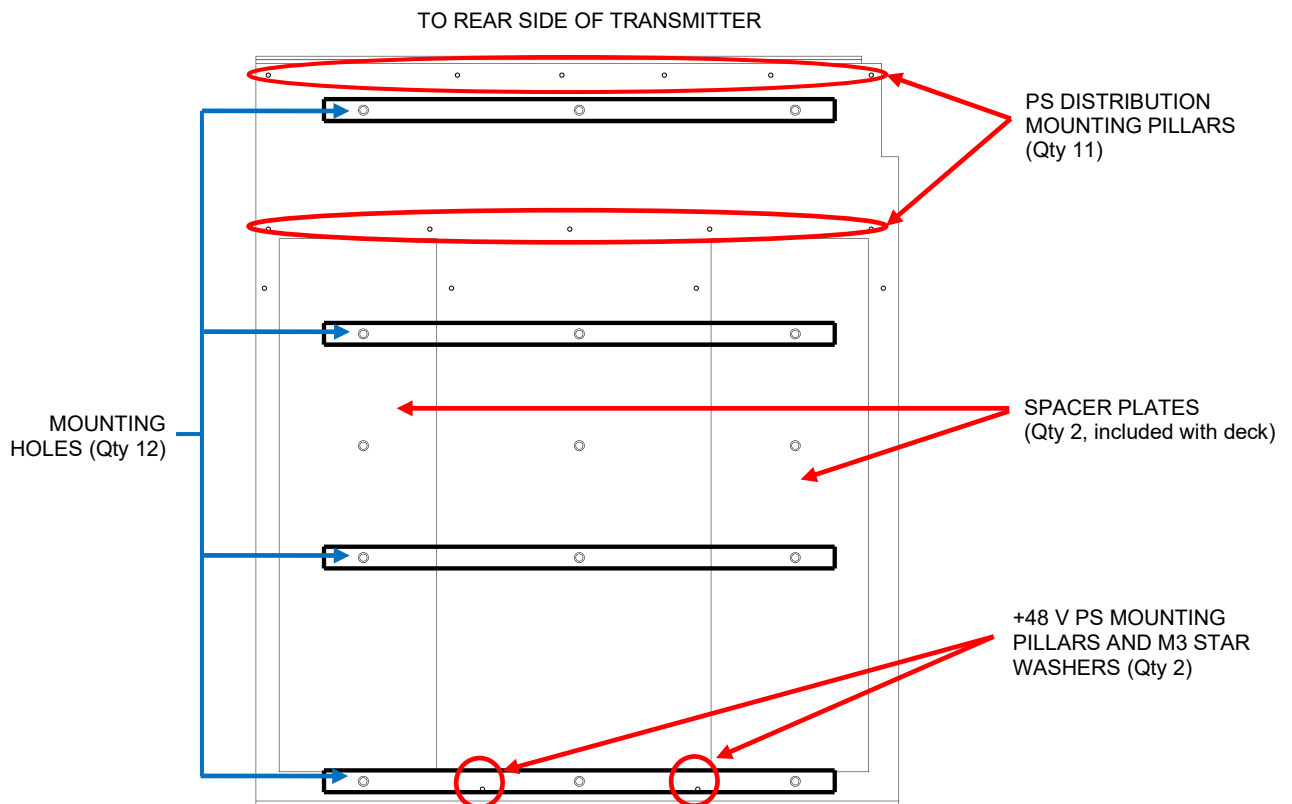 TO REAR SIDE OF TRANSMITTER
PS DISTRIBUTION
MOUNTING PILLARS
(Qty 11)
MOUNTING
HOLES (Qty 12)
SPACER PLATES
(Qty 2, included with deck)
+48 V PS MOUNTING
PILLARS AND M3 STAR
WASHERS (Qty 2)